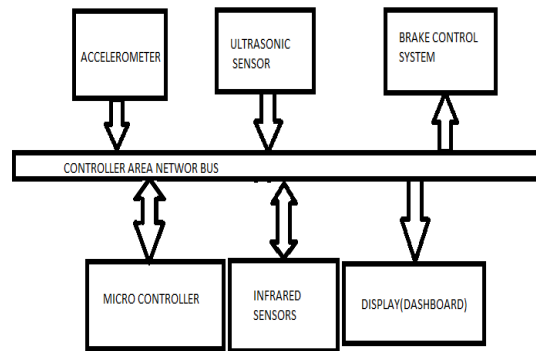 ACCELEROMETER
ULTRASONIC
SENSOR
BRAKE CONTROL
SYSTEM
CONTROLLER AREA NETWOR BUS
MICRO CONTROLLER
INFRARED
SENSORS
DISPLAY(DASHBOARD)